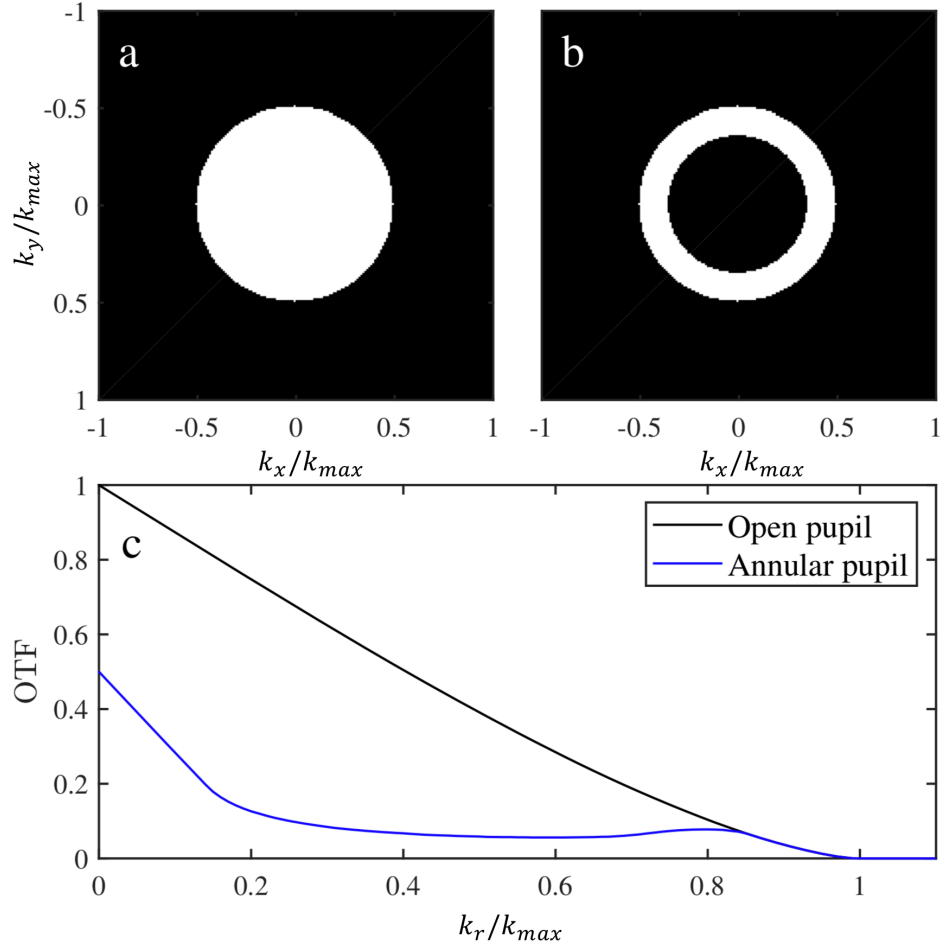 a
b
-1
-0.5
0
0.5
1
k_y/k_max
-1 -0.5 0 0.5 1
-1 -0.5 0 0.5 1
k_x/k_max
k_x/k_max
c
Open pupil
Annular pupil
1
0.8
0.6
0.4
0.2
0
OTF
0 0.2 0.4 0.6 0.8 1
k_r/k_max